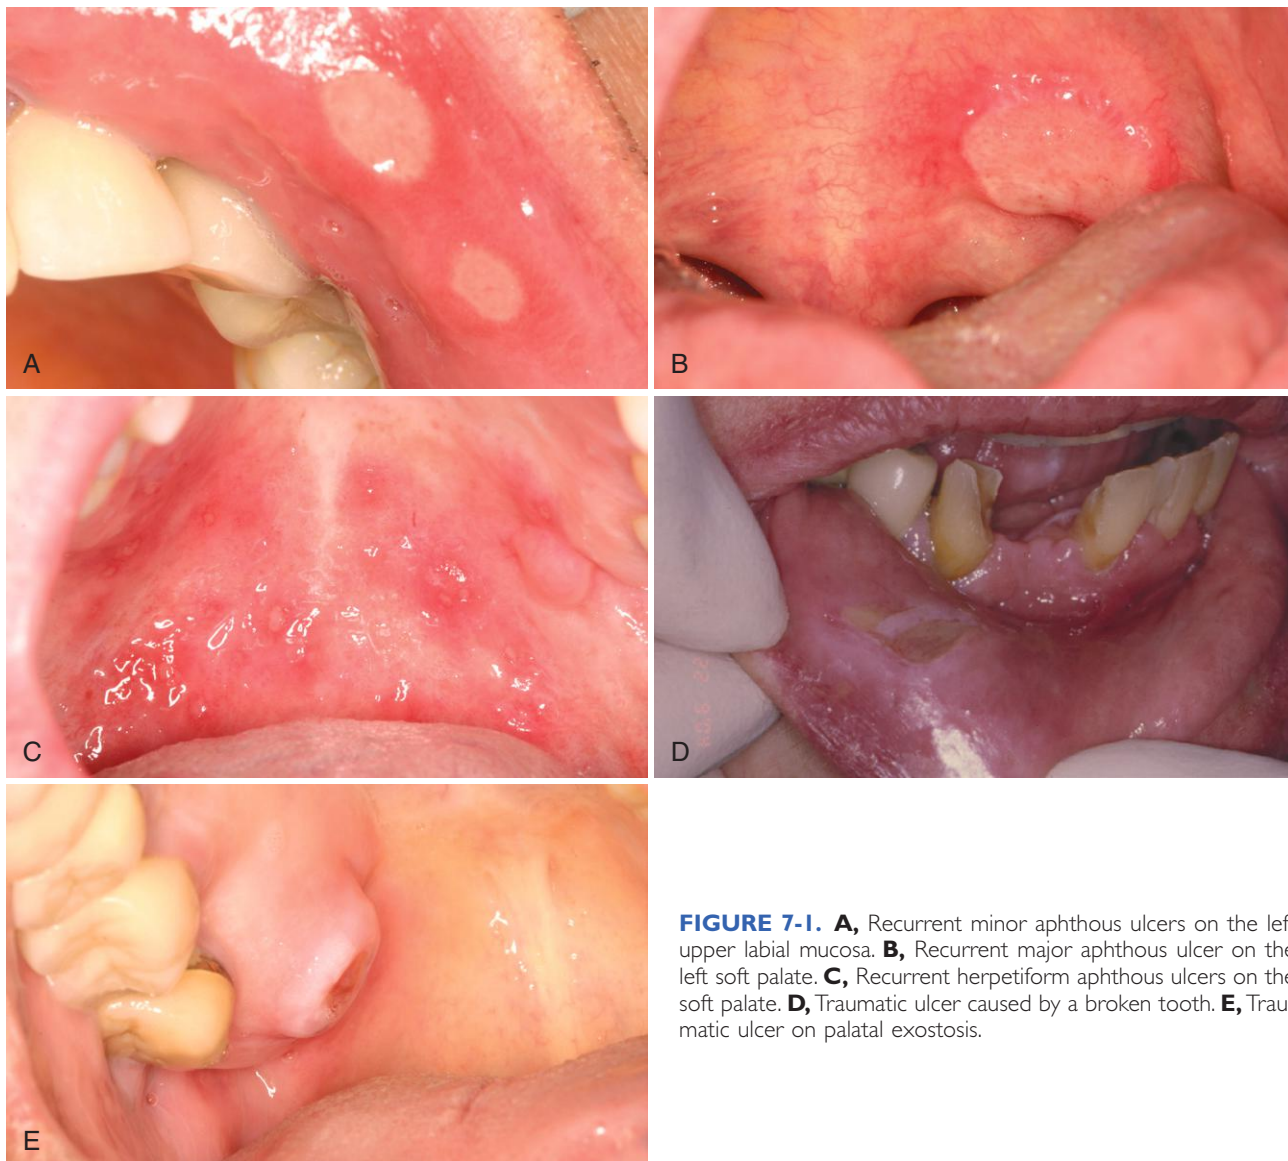 A
B
C
D
E
FIGURE 7-1. A, Recurrent minor aphthous ulcers on the lef
upper labial mucosa. B, Recurrent major aphthous ulcer on the
left soft palate. C, Recurrent herpetiform aphthous ulcers on the
soft palate. D, Traumatic ulcer caused by a broken tooth. E, Trau
matic ulcer on palatal exostosis.